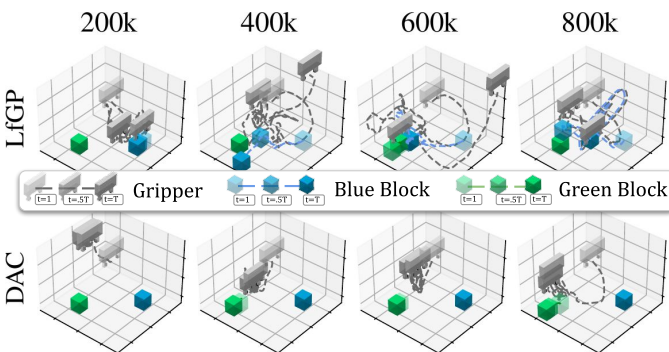 200k 400k 600k 800k
LfGP
t=1 t=.5T t=T Gripper t=1 t=.5T t=T Blue Block t=1 t=.5T t=T Green Block
DAC